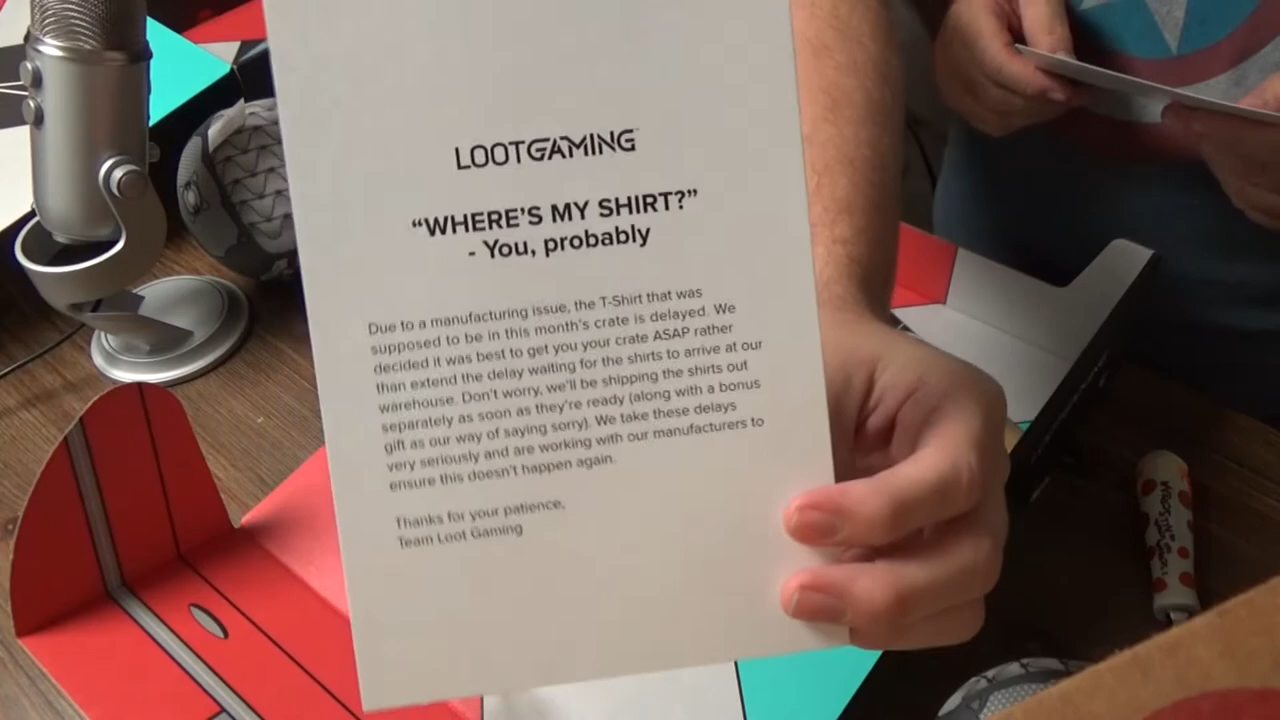 LOOTGAMING
“WHERE’S MY SHIRT?”
- You, probably
Due to a manufacturing issue, the T-Shirt that was
supposed to be in this month’s crate is delayed. We
decided it was best to get you your crate ASAP rather
than extend the delay waiting for the shirts to arrive at our
warehouse. Don’t worry, we’ll be shipping the shirts out
separately as soon as they’re ready (along with a bonus
gift as our way of saying sorry). We take these delays
very seriously and are working with our manufacturers to
ensure this doesn’t happen again.
Thanks for your patience,
Team Loot Gaming